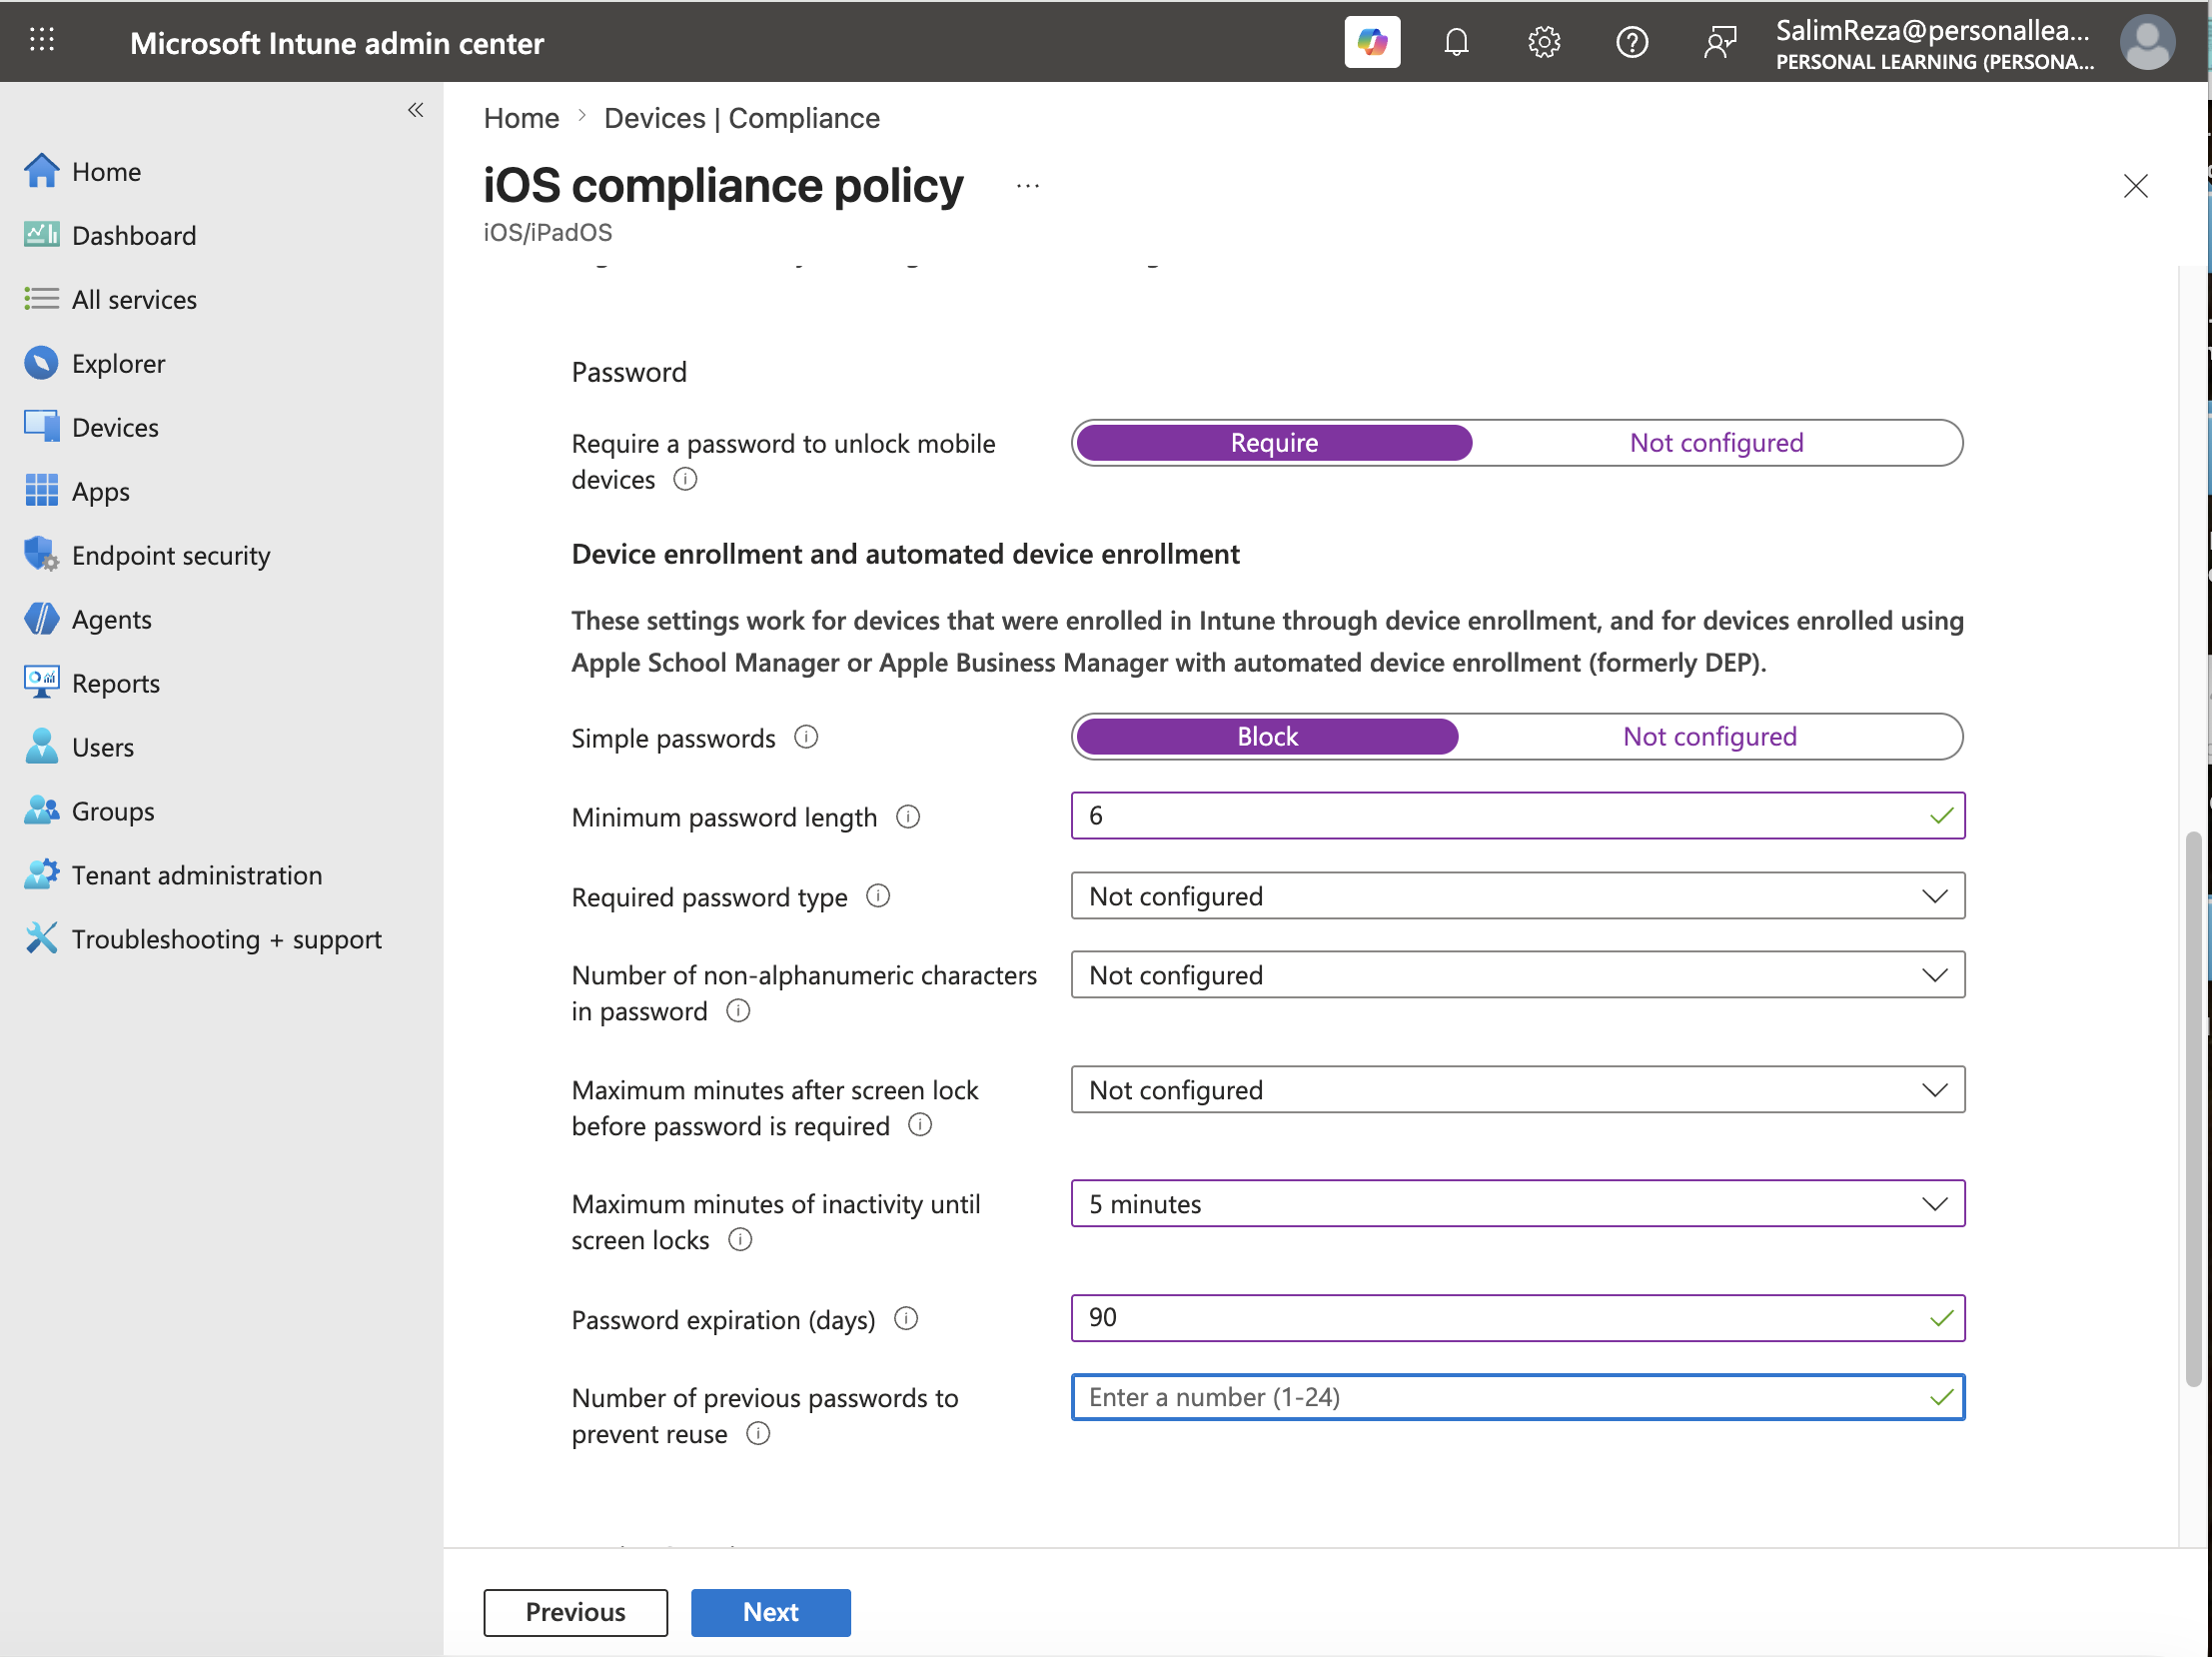 Microsoft Intune admin center
SalimReza@personallea...
PERSONAL LEARNING (PERSONA...
Home
Dashboard
All services
Explorer
Devices
Apps
Endpoint security
Agents
Reports
Users
Groups
Tenant administration
Troubleshooting + support
Home > Devices | Compliance
iOS compliance policy ...
iOS/iPadOS
Password
Require a password to unlock mobile
devices
Require
Not configured
Device enrollment and automated device enrollment
These settings work for devices that were enrolled in Intune through device enrollment, and for devices enrolled using
Apple School Manager or Apple Business Manager with automated device enrollment (formerly DEP).
Simple passwords
Block
Not configured
Minimum password length
6
Required password type
Not configured
Number of non-alphanumeric characters
in password
Not configured
Maximum minutes after screen lock
before password is required
Not configured
Maximum minutes of inactivity until
screen locks
5 minutes
Password expiration (days)
90
Number of previous passwords to
prevent reuse
Enter a number (1-24)
Previous
Next